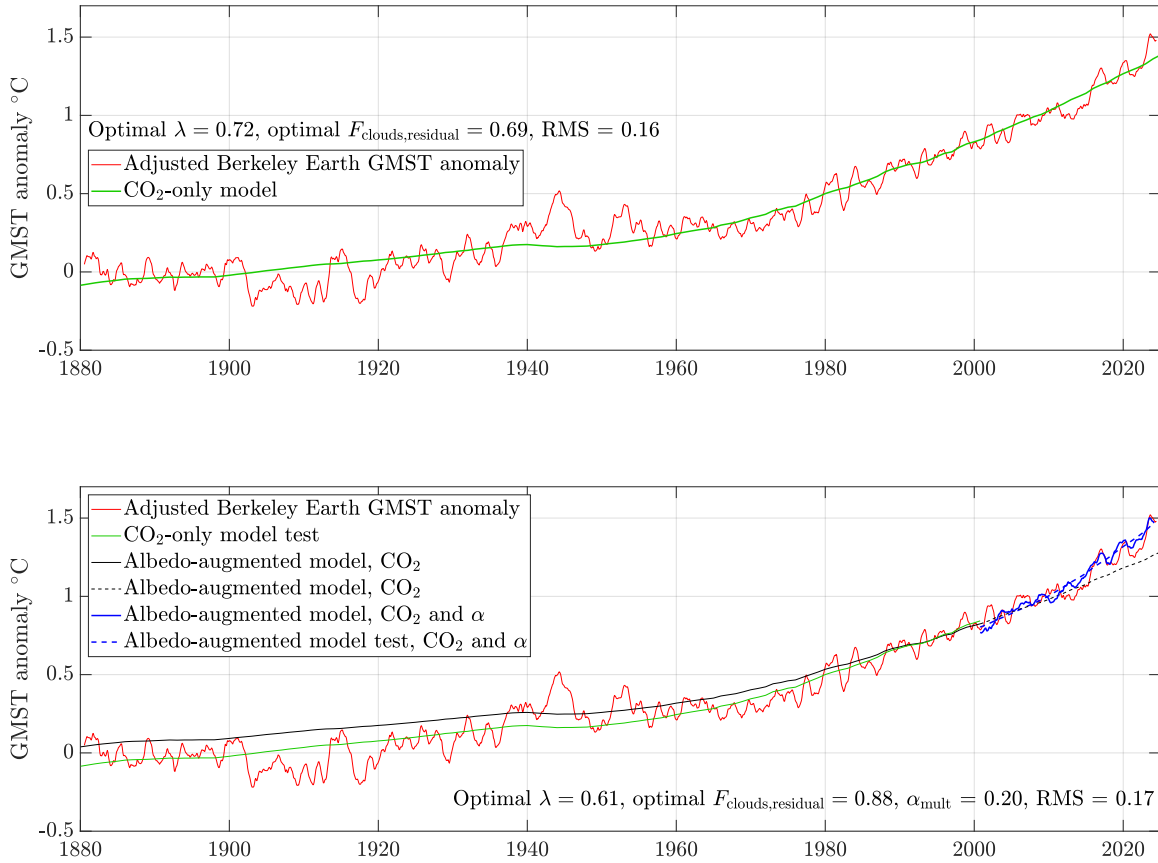 1.5
1
0.5
0
-0.5
GMST anomaly °C
Optimal λ = 0.72, optimal F_clouds,residual = 0.69, RMS = 0.16
Adjusted Berkeley Earth GMST anomaly
CO₂-only model
1880 1900 1920 1940 1960 1980 2000 2020
1.5
1
0.5
0
-0.5
GMST anomaly °C
Adjusted Berkeley Earth GMST anomaly
CO₂-only model test
Albedo-augmented model, CO₂
Albedo-augmented model, CO₂
Albedo-augmented model, CO₂ and α
Albedo-augmented model test, CO₂ and α
Optimal λ = 0.61, optimal F_clouds,residual = 0.88, α_mult = 0.20, RMS = 0.17
1880 1900 1920 1940 1960 1980 2000 2020